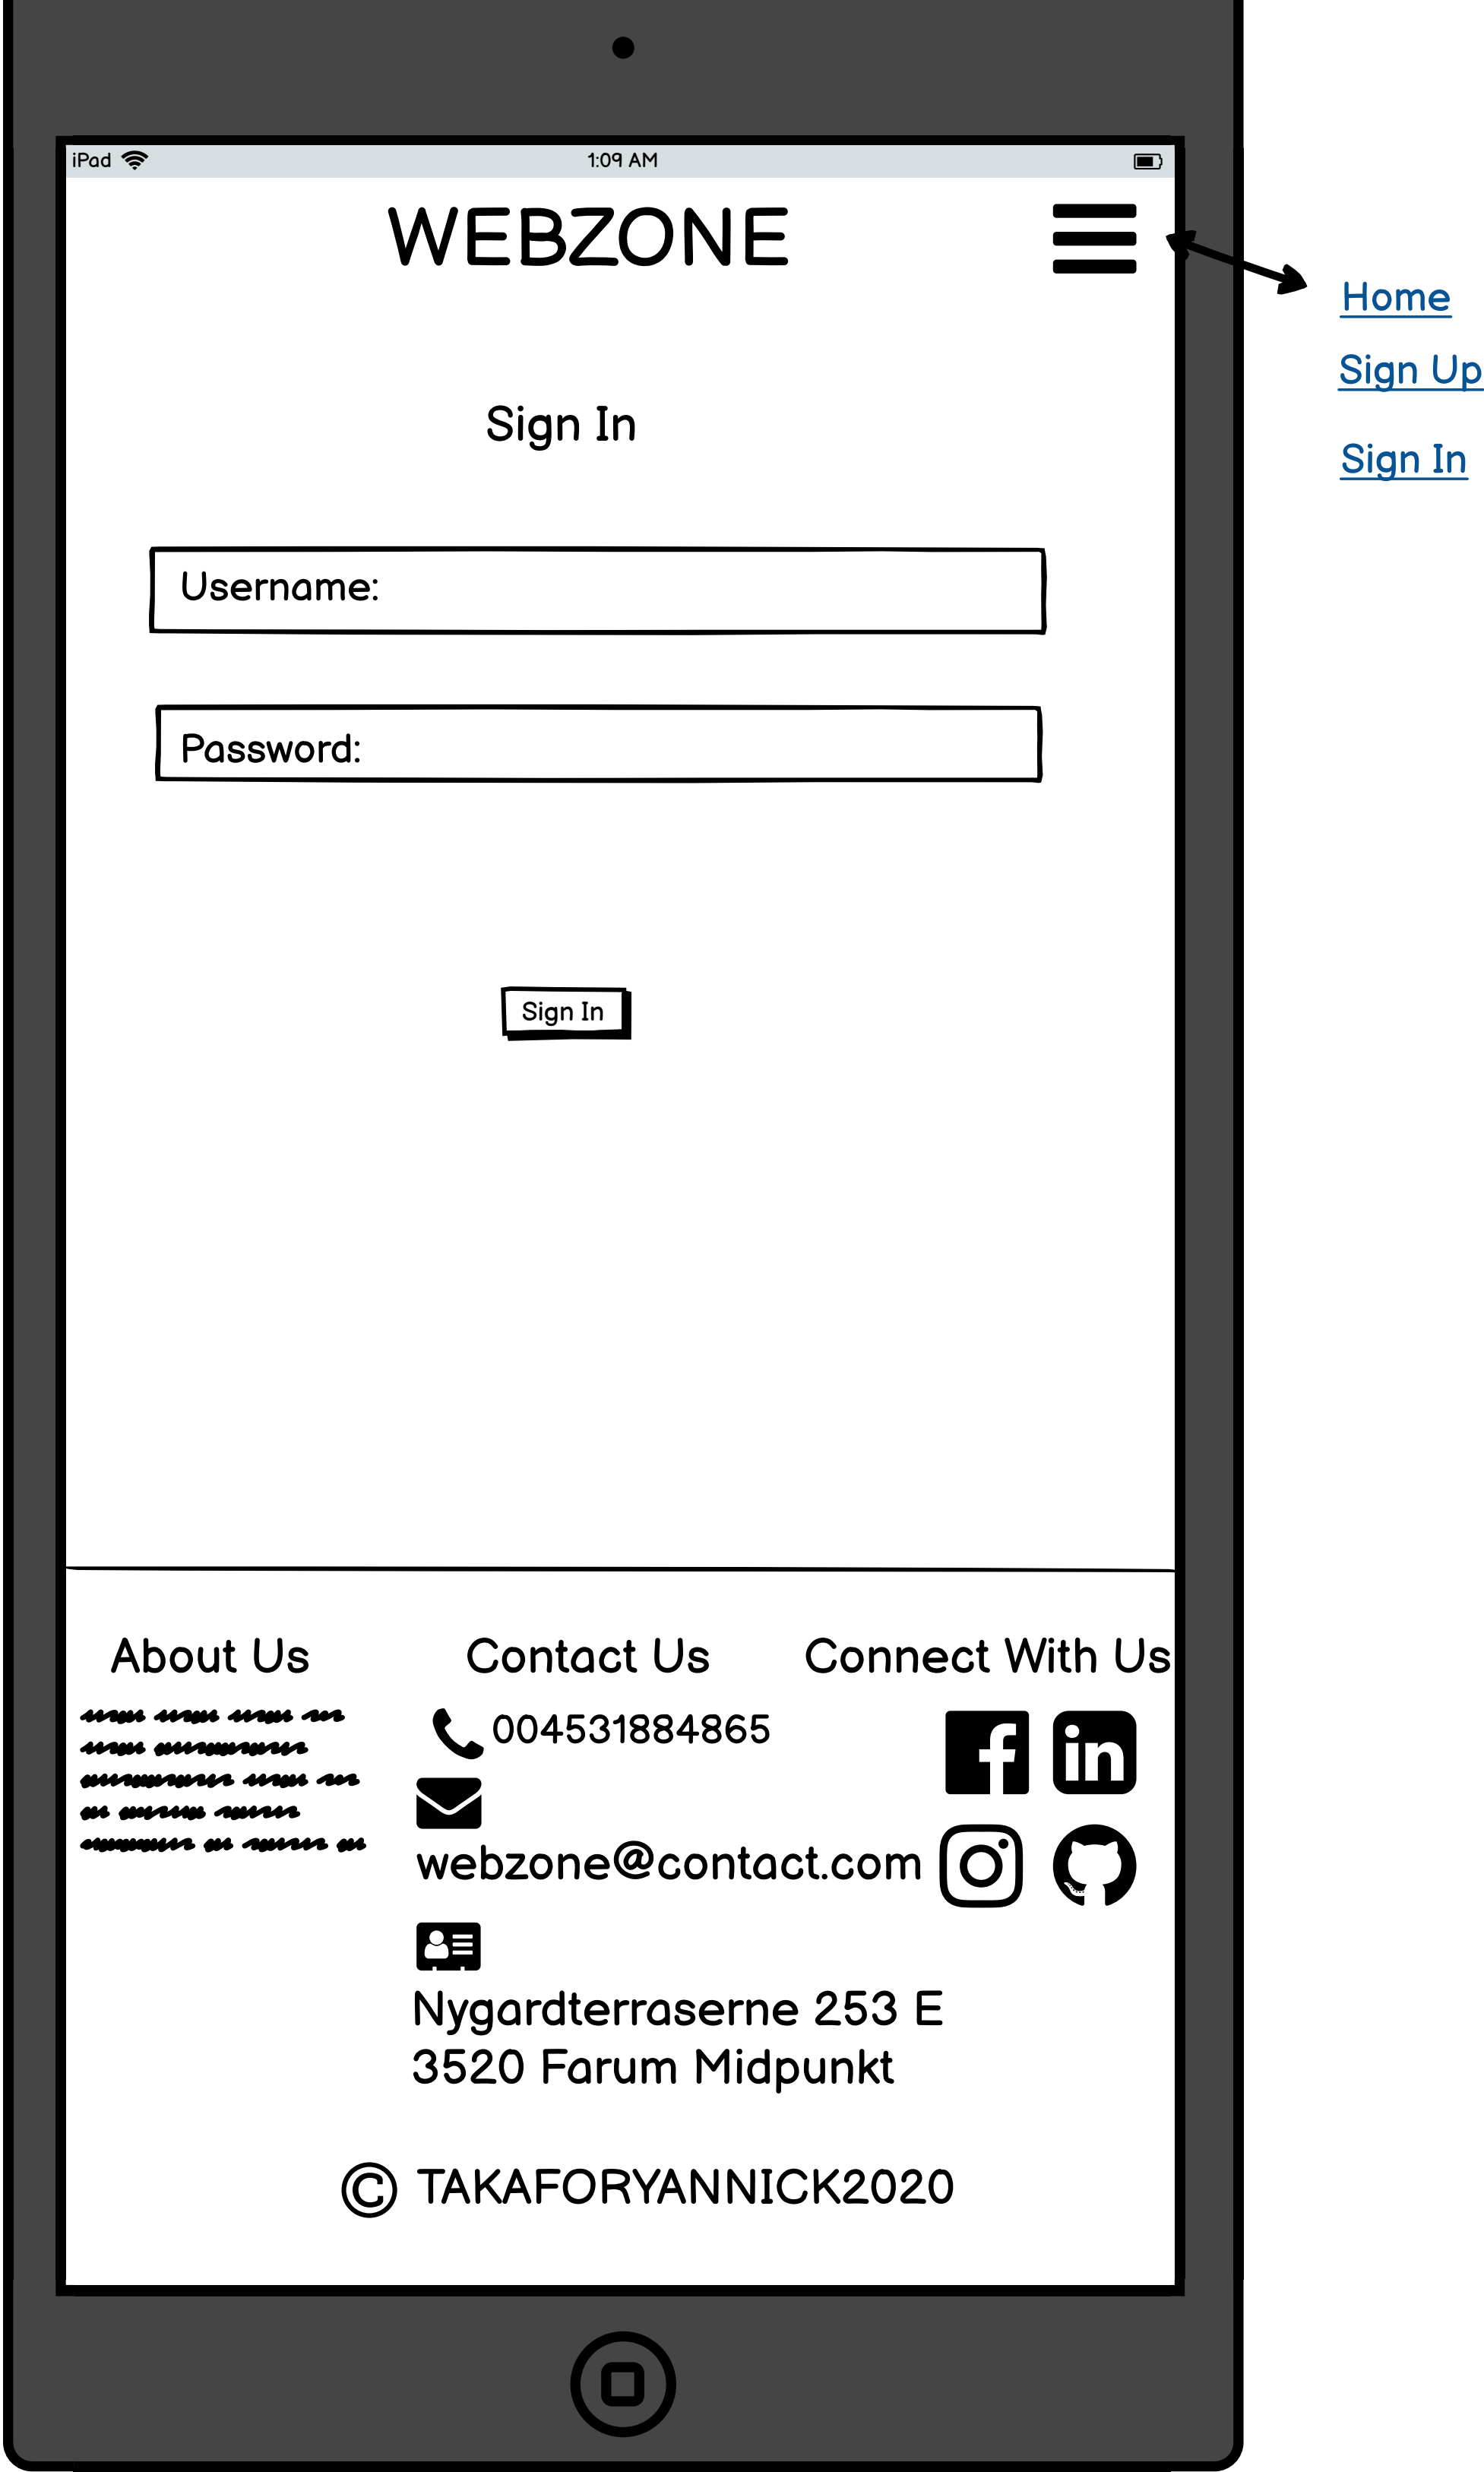 iPad 1:09 AM
WEBZONE
Home
Sign Up
Sign In
Sign In
Username:
Password:
Sign In
About Us Contact Us Connect With Us
004531884865
webzone@contact.com
Nygardterraserne 253 E
3520 Farum Midpunkt
© TAKAFORYANNICK2020